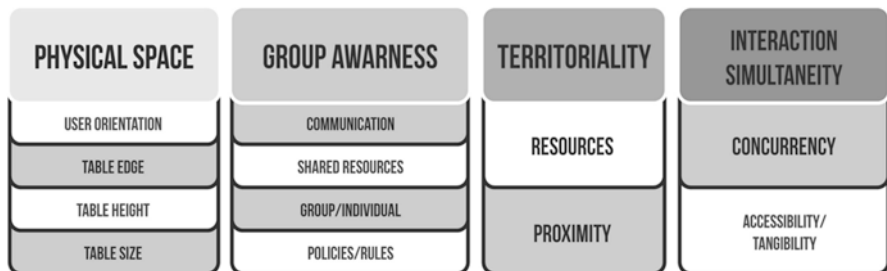 PHYSICAL SPACE
USER ORIENTATION
TABLE EDGE
TABLE HEIGHT
TABLE SIZE
GROUP AWARNESS
COMMUNICATION
SHARED RESOURCES
GROUP/INDIVIDUAL
POLICIES/RULES
TERRITORIALITY
RESOURCES
PROXIMITY
INTERACTION
SIMULTANEITY
CONCURRENCY
ACCESSIBILITY/
TANGIBILITY